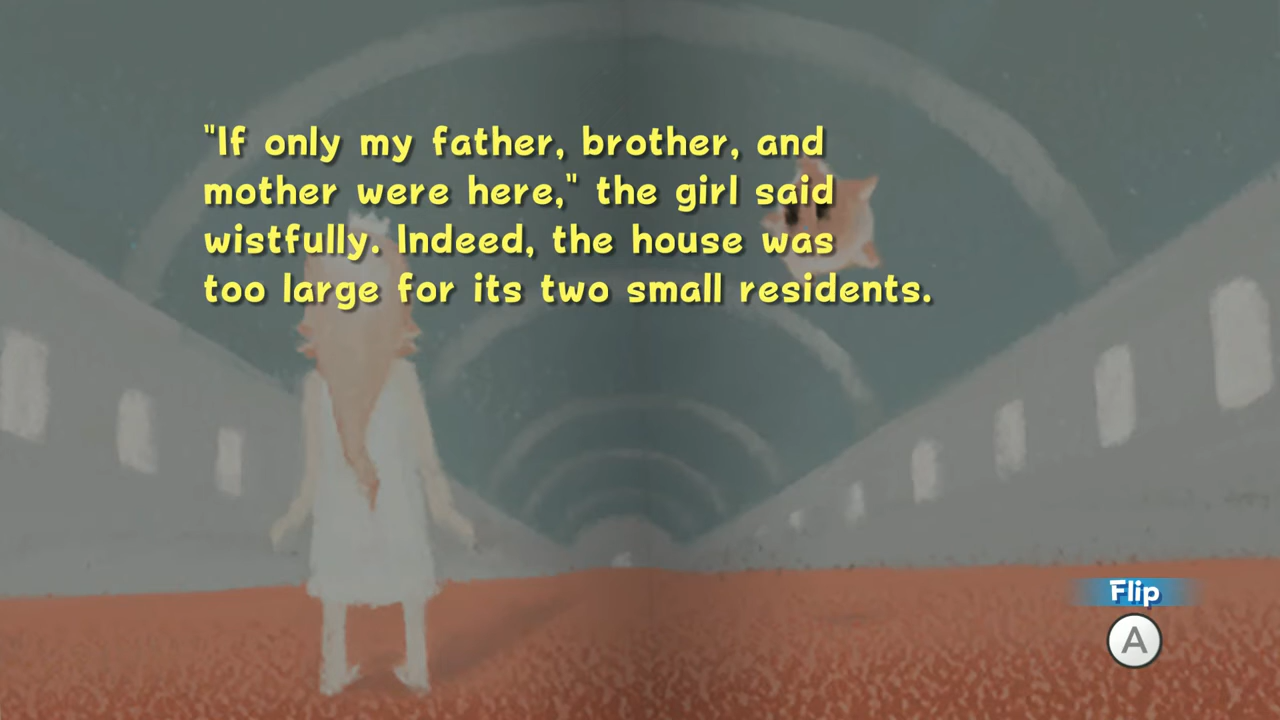 "If only my father, brother, and
mother were here," the girl said
wistfully. Indeed, the house was
too large for its two small residents.
Flip
A